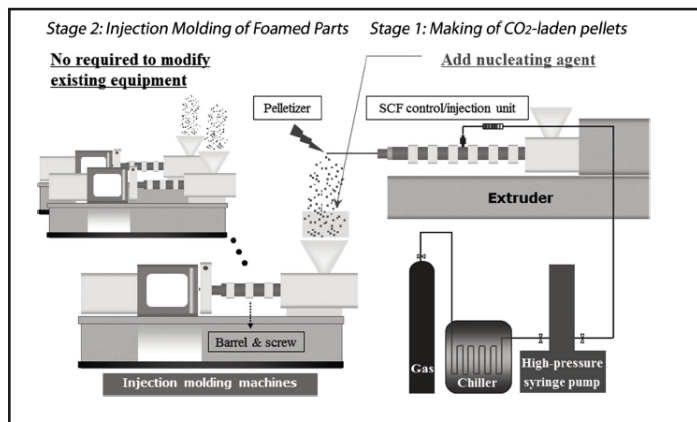 Stage 2: Injection Molding of Foamed Parts
Stage 1: Making of CO2-laden pellets
No required to modify
existing equipment
Add nucleating agent
Pelletizer
SCF control/injection unit
Extruder
Barrel & screw
Injection molding machines
Gas
Chiller
High-pressure
syringe pump